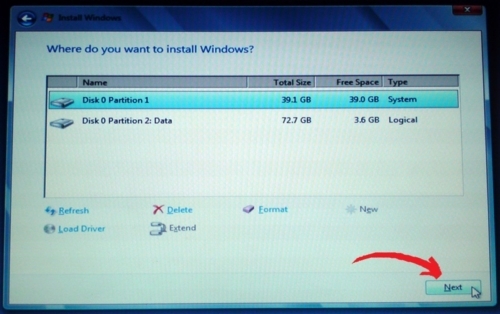 Install Windows
Where do you want to install Windows?
Name Total Size Free Space Type
Disk 0 Partition 1 39.1 GB 39.0 GB System
Disk 0 Partition 2: Data 72.7 GB 3.6 GB Logical
Refresh Delete Format New
Load Driver Extend
Next